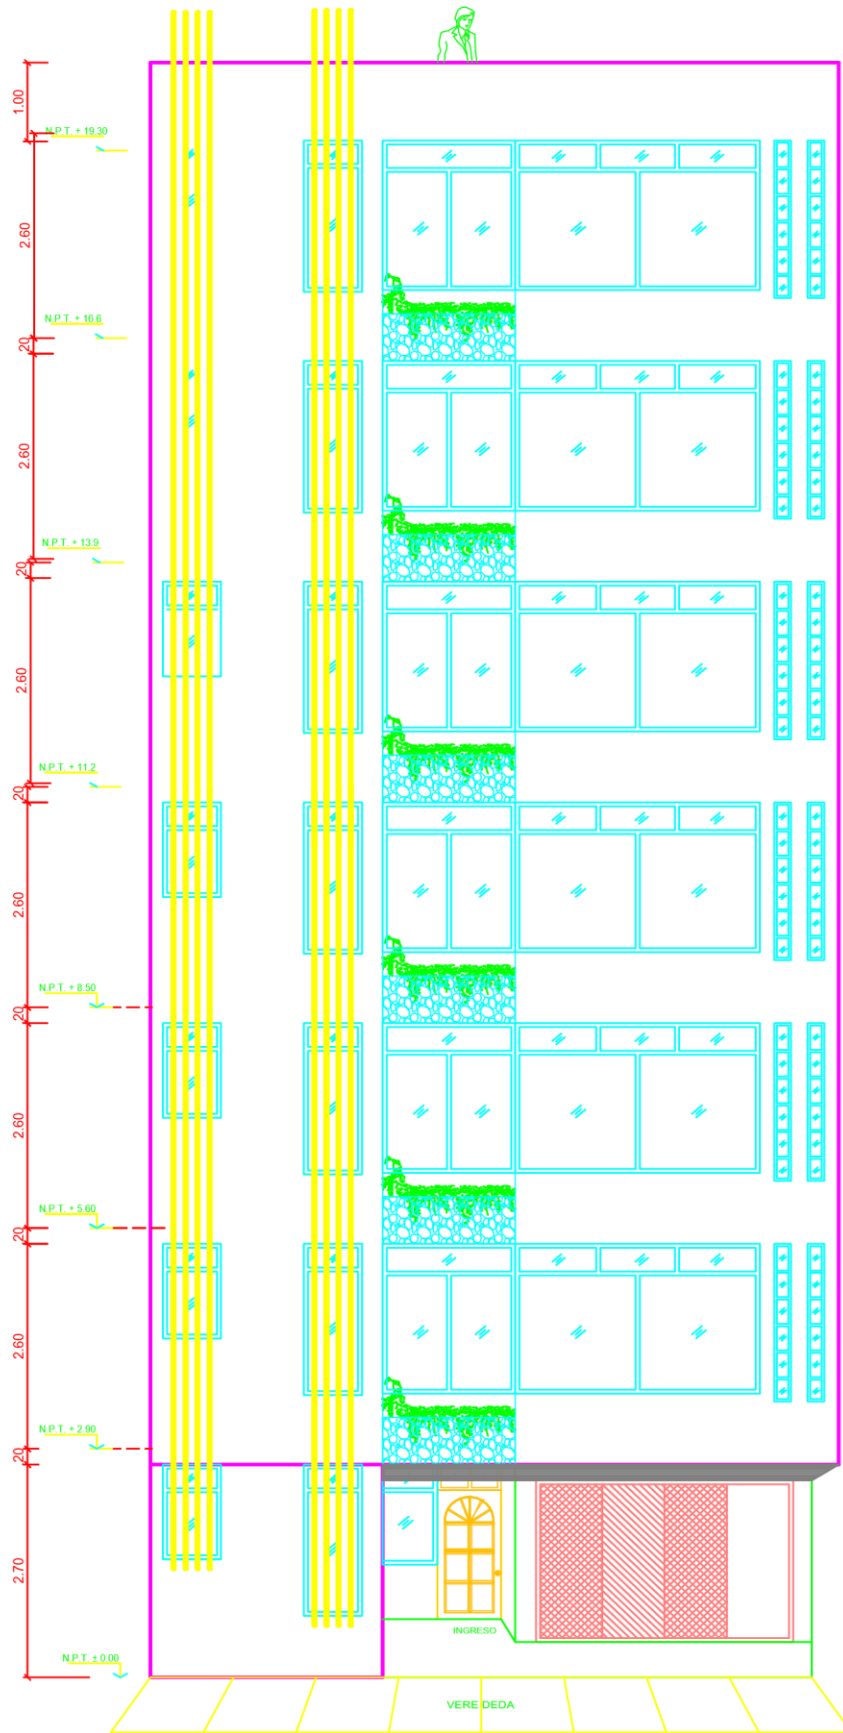 1.00
N.P.T. + 19.30
2.60
N.P.T. + 16.6
20
2.60
N.P.T. + 13.9
20
2.60
N.P.T. + 11.2
20
2.60
N.P.T. + 8.50
20
2.60
N.P.T. + 5.60
20
2.60
N.P.T. + 2.90
20
2.70
INGRESO
N.P.T. ± 0.00
VERE DEDA